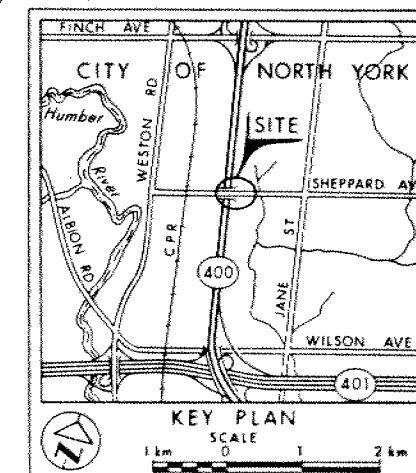 FINCH AVE
CITY OF NORTH YORK
Humber
River
WESTON RD
SITE
SHEPPARD AV
ALBION RD
CPR
400
JANE ST
WILSON AVE
401
KEY PLAN
SCALE
1 km 0 1 2 km
N